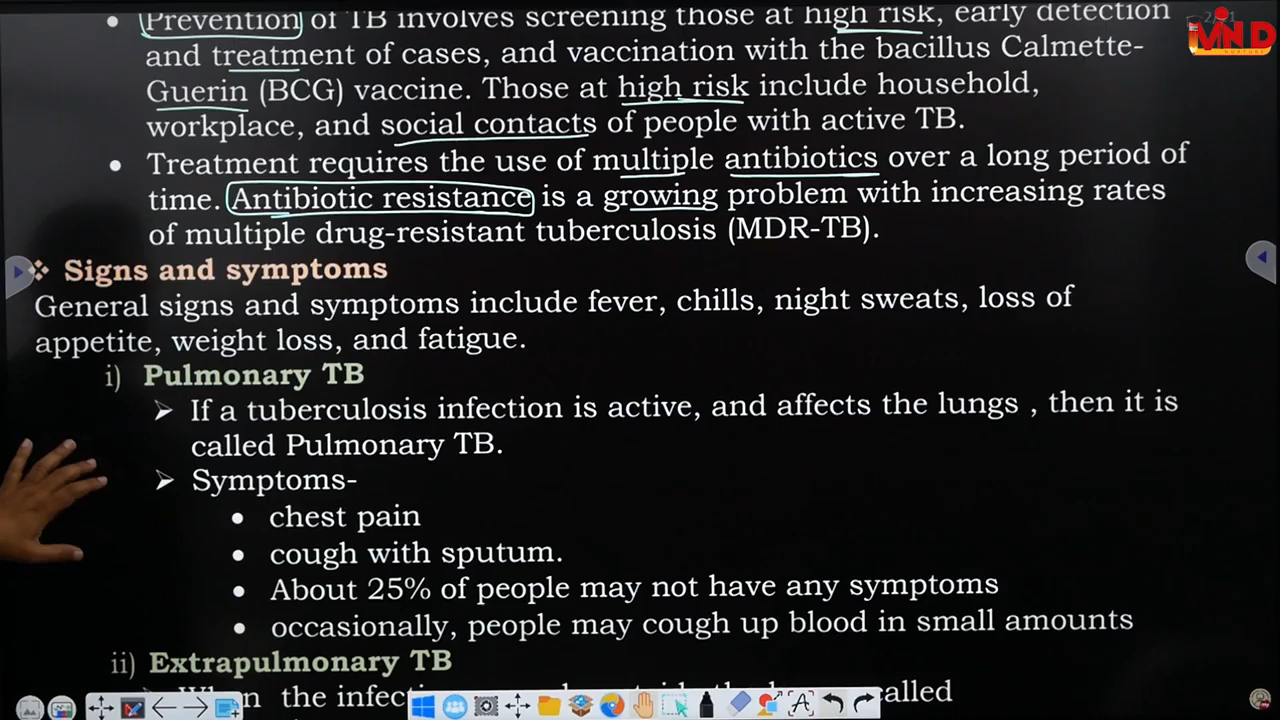 Prevention of TB involves screening those at high risk, early detection
and treatment of cases, and vaccination with the bacillus Calmette-
Guerin (BCG) vaccine. Those at high risk include household,
workplace, and social contacts of people with active TB.
Treatment requires the use of multiple antibiotics over a long period of
time. Antibiotic resistance is a growing problem with increasing rates
of multiple drug-resistant tuberculosis (MDR-TB).
Signs and symptoms
General signs and symptoms include fever, chills, night sweats, loss of
appetite, weight loss, and fatigue.
i) Pulmonary TB
If a tuberculosis infection is active, and affects the lungs , then it is
called Pulmonary TB.
Symptoms-
chest pain
cough with sputum.
About 25% of people may not have any symptoms
occasionally, people may cough up blood in small amounts
ii) Extrapulmonary TB
the
MIND
NURTURE